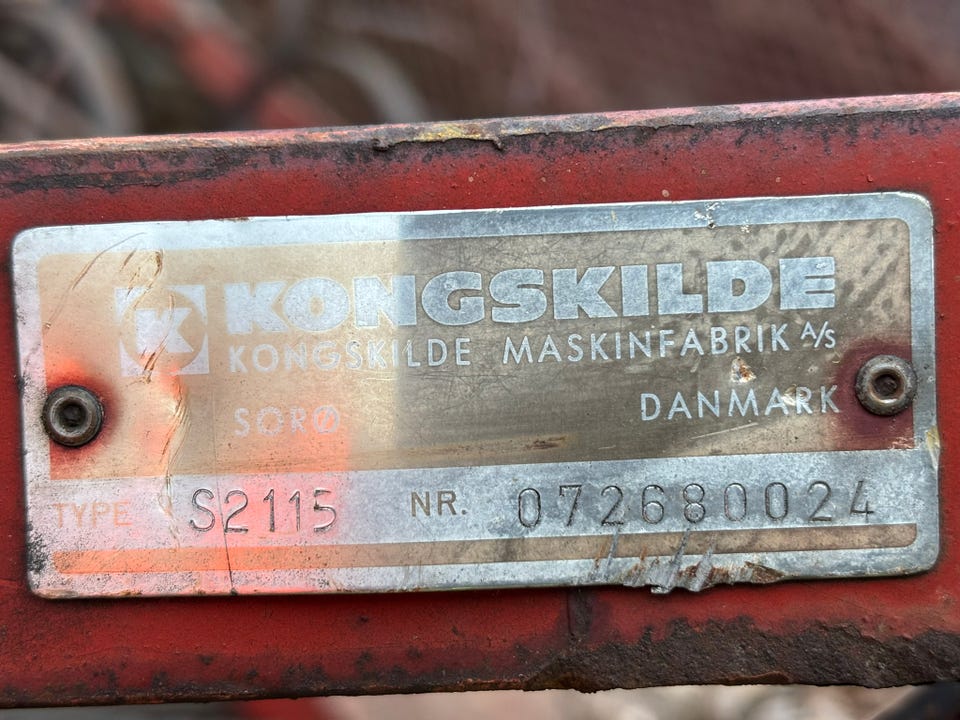 K KONGSKILDE
KONGSKILDE MASKINFABRIK A/S
SORØ DANMARK
TYPE S2115 NR. 072680024